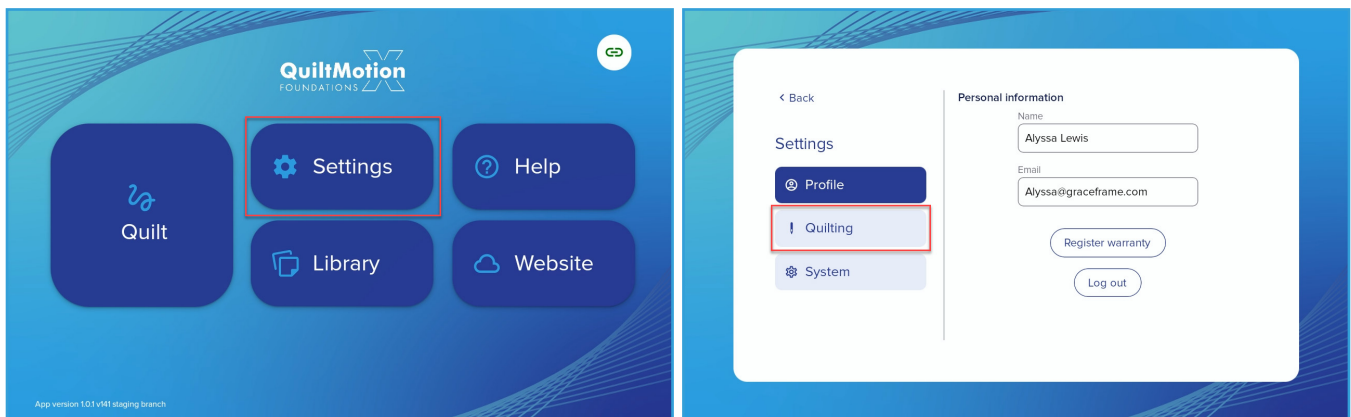 QuiltMotion
FOUNDATIONS
Settings
Help
Quilt
Library
Website
App version 1.0.1 v141 staging branch
< Back
Settings
Profile
Quilting
System
Personal information
Name
Alyssa Lewis
Email
Alyssa@graceframe.com
Register warranty
Log out